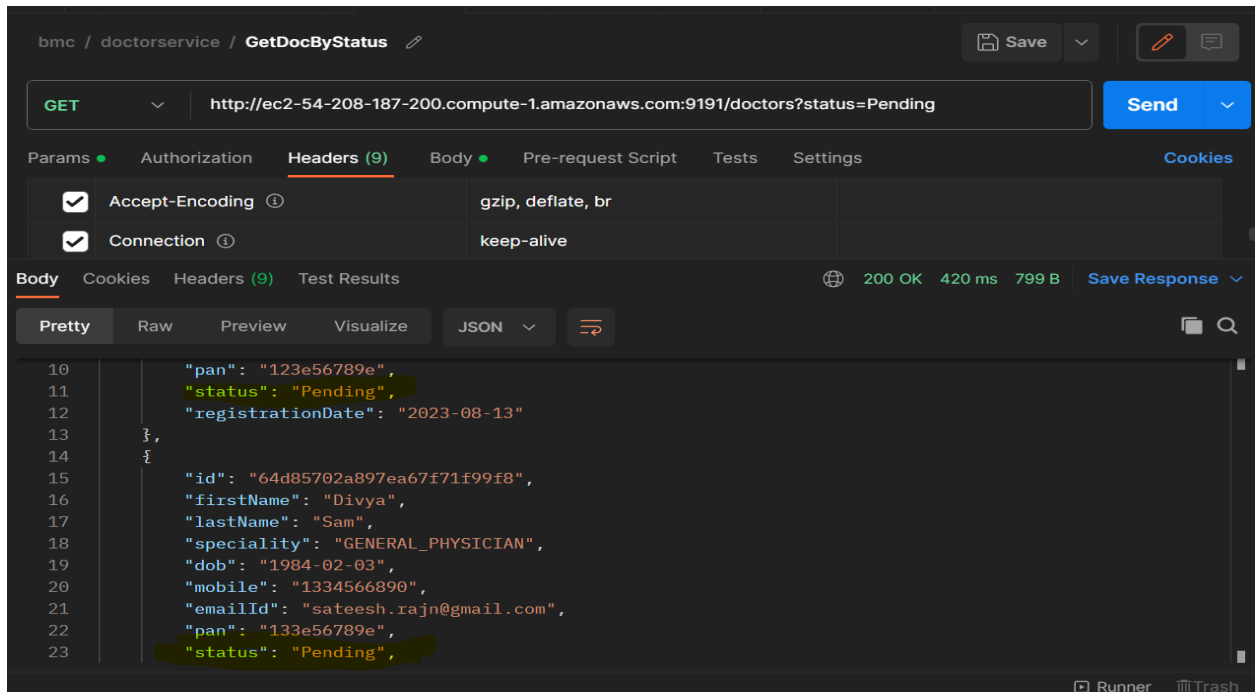 bmc / doctorservice / GetDocByStatus
Save
GET http://ec2-54-208-187-200.compute-1.amazonaws.com:9191/doctors?status=Pending Send
Params Authorization Headers (9) Body Pre-request Script Tests Settings Cookies
Accept-Encoding gzip, deflate, br
Connection keep-alive
Body Cookies Headers (9) Test Results 200 OK 420 ms 799 B Save Response
Pretty Raw Preview Visualize JSON
10 "pan": "123e56789e",
11 "status": "Pending",
12 "registrationDate": "2023-08-13"
13 },
14 {
15 "id": "64d85702a897ea67f71f99f8",
16 "firstName": "Divya",
17 "lastName": "Sam",
18 "speciality": "GENERAL_PHYSICIAN",
19 "dob": "1984-02-03",
20 "mobile": "1334566890",
21 "emailId": "sateesh.rajn@gmail.com",
22 "pan": "133e56789e",
23 "status": "Pending",
Runner Trash